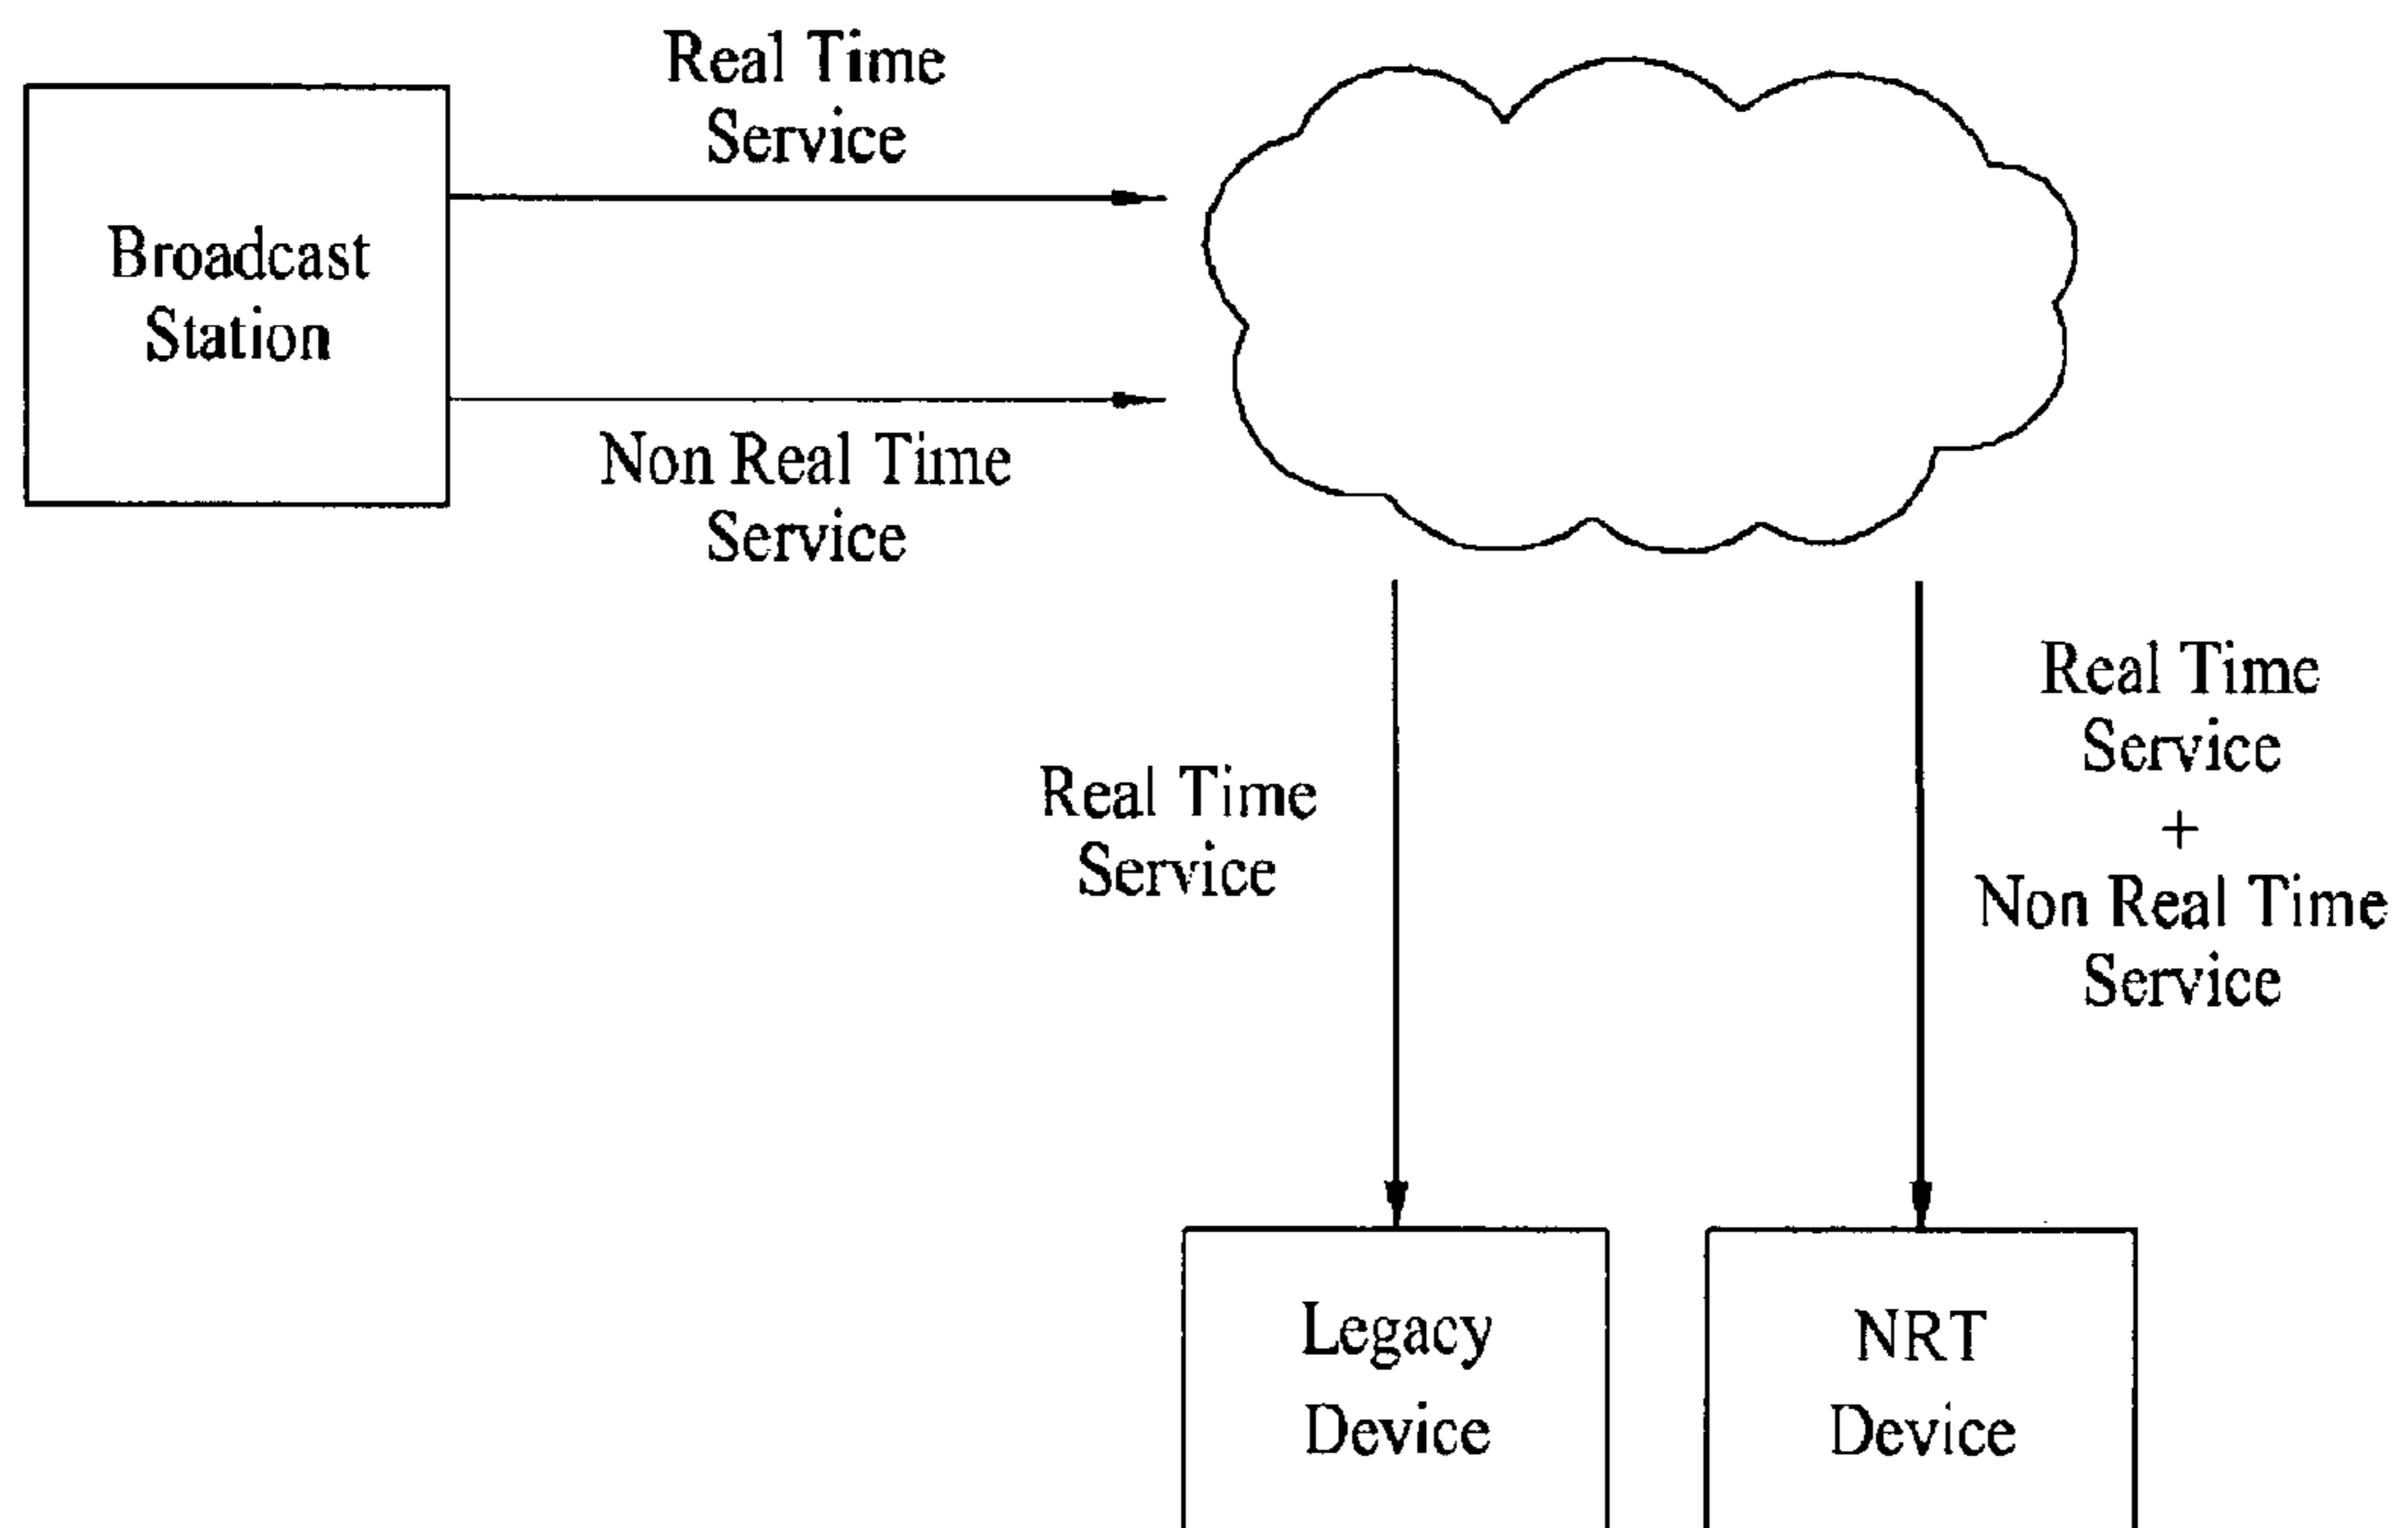 Real Time
Service
Broadcast
Station
Non Real Time
Service
Real Time
Service
Real Time
Service
+
Non Real Time
Service
Legacy
Device
NRT
Device